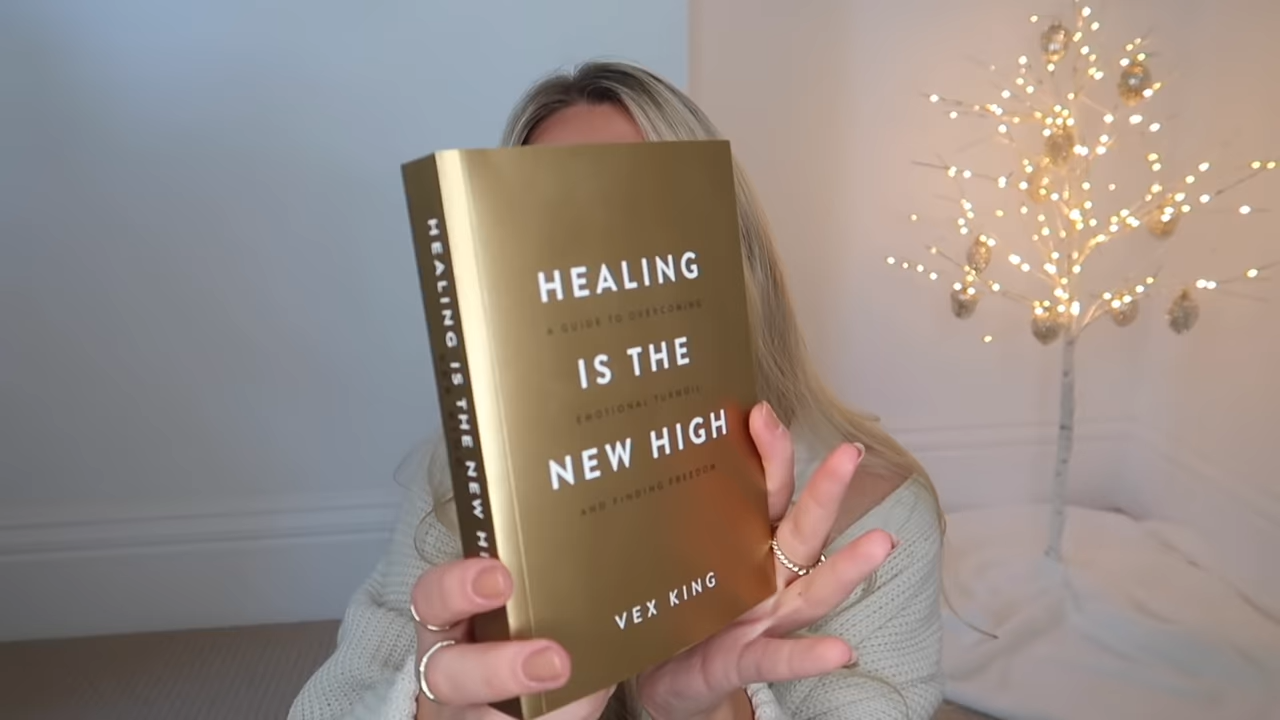 HEALING
A GUIDE TO OVERCOMING
IS THE
EMOTIONAL TURMOIL
NEW HIGH
AND FINDING FREEDOM
VEX KING
HEALING IS THE NEW HI